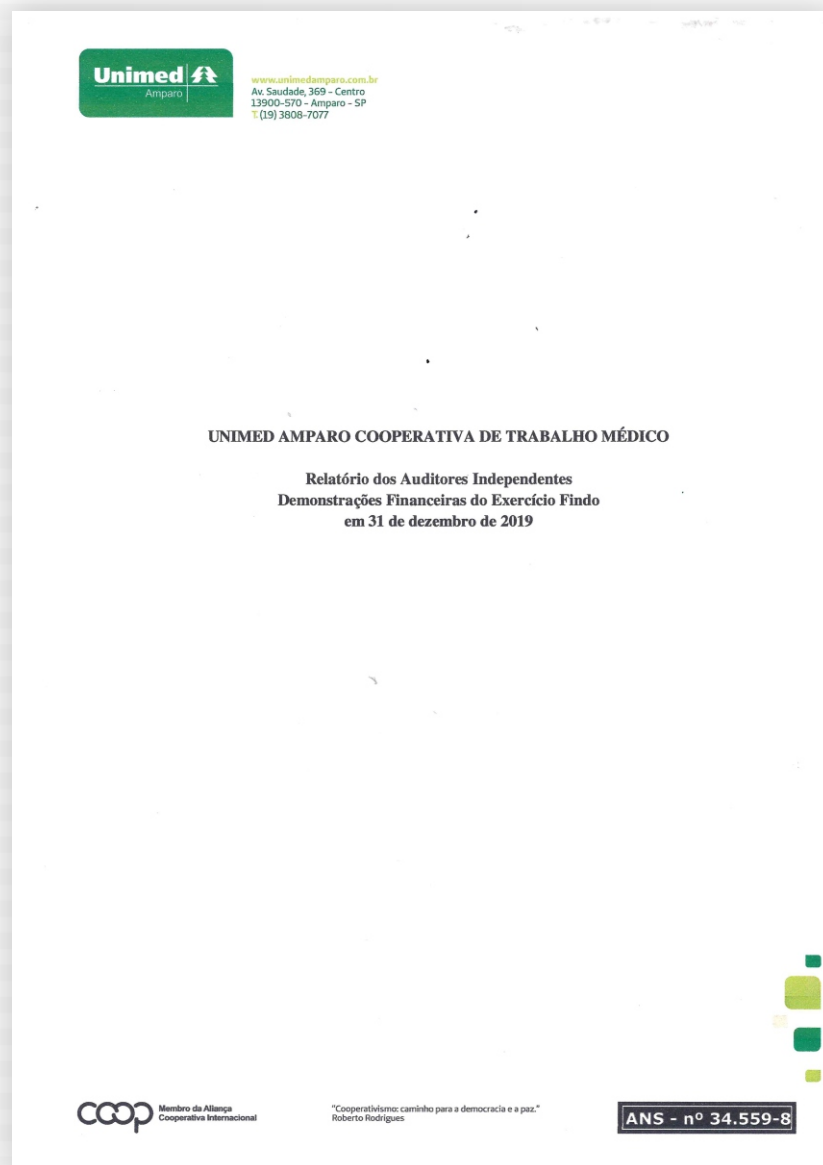 Unimed
Amparo
www.unimedamparo.com.br
Av. Saudade, 369 - Centro
13900-570 - Amparo - SP
T. (19) 3808-7077
UNIMED AMPARO COOPERATIVA DE TRABALHO MÉDICO
Relatório dos Auditores Independentes
Demonstrações Financeiras do Exercício Findo
em 31 de dezembro de 2019
COOP
Membro da Aliança
Cooperativa Internacional
"Cooperativismo: caminho para a democracia e a paz."
Roberto Rodrigues
ANS - nº 34.559-8